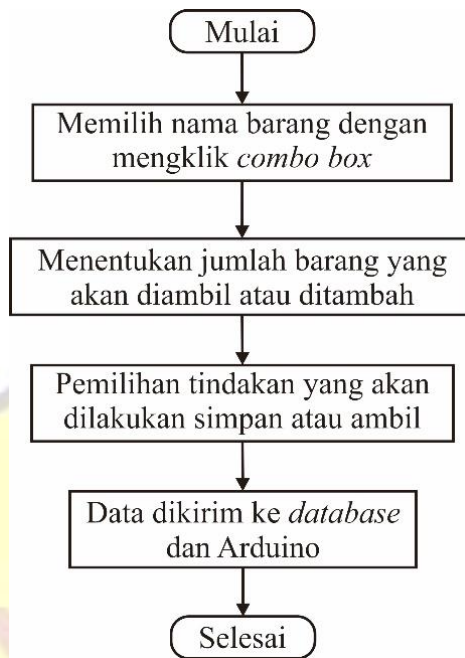 Mulai
Memilih nama barang dengan
mengklik combo box
Menentukan jumlah barang yang
akan diambil atau ditambah
Pemilihan tindakan yang akan
dilakukan simpan atau ambil
Data dikirim ke database
dan Arduino
Selesai